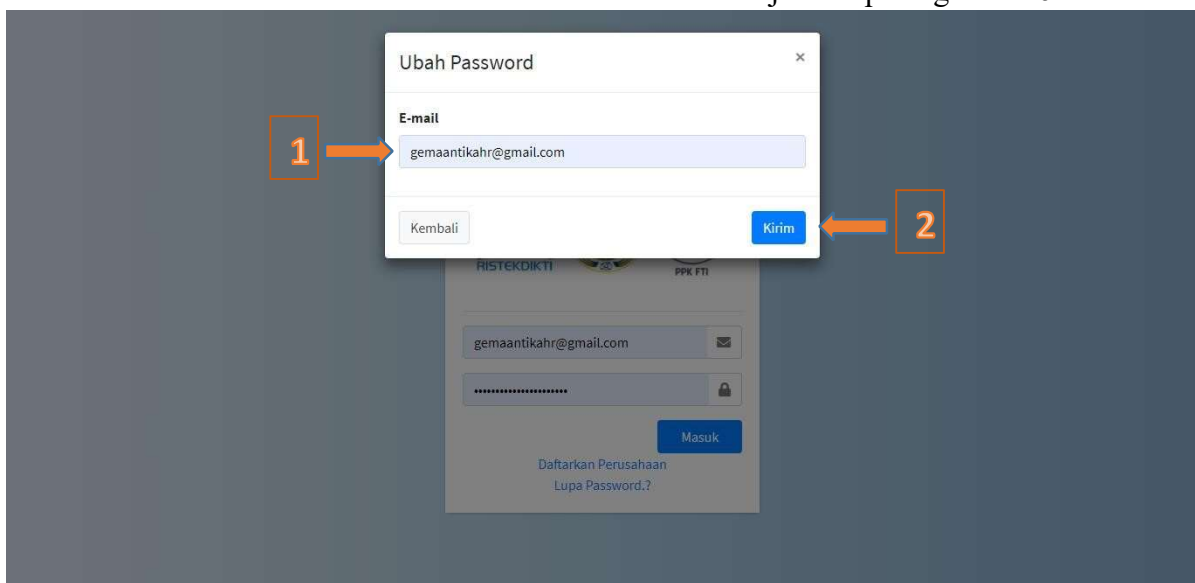 Ubah Password ×
E-mail
1
gemaantikahr@gmail.com
Kembali
Kirim
2
RISTEKDIKTI
PPK FTI
gemaantikahr@gmail.com
Masuk
Daftarkan Perusahaan
Lupa Password.?